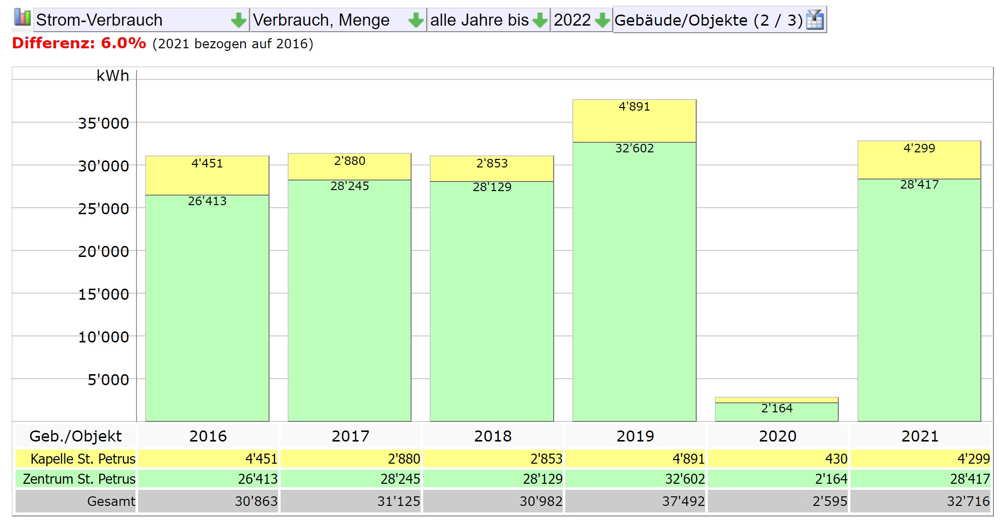 Strom-Verbrauch Verbrauch, Menge alle Jahre bis 2022 Gebäude/Objekte (2 / 3)
Differenz: 6.0% (2021 bezogen auf 2016)
kWh
4'891
35'000
32'602
4'299
2'880
4'451
2'853
30'000
28'417
28'245
28'129
26'413
25'000
20'000
15'000
10'000
5'000
2'164
Geb./Objekt 2016 2017 2018 2019 2020 2021
Kapelle St. Petrus 4'451 2'880 2'853 4'891 430 4'299
Zentrum St. Petrus 26'413 28'245 28'129 32'602 2'164 28'417
Gesamt 30'863 31'125 30'982 37'492 2'595 32'716